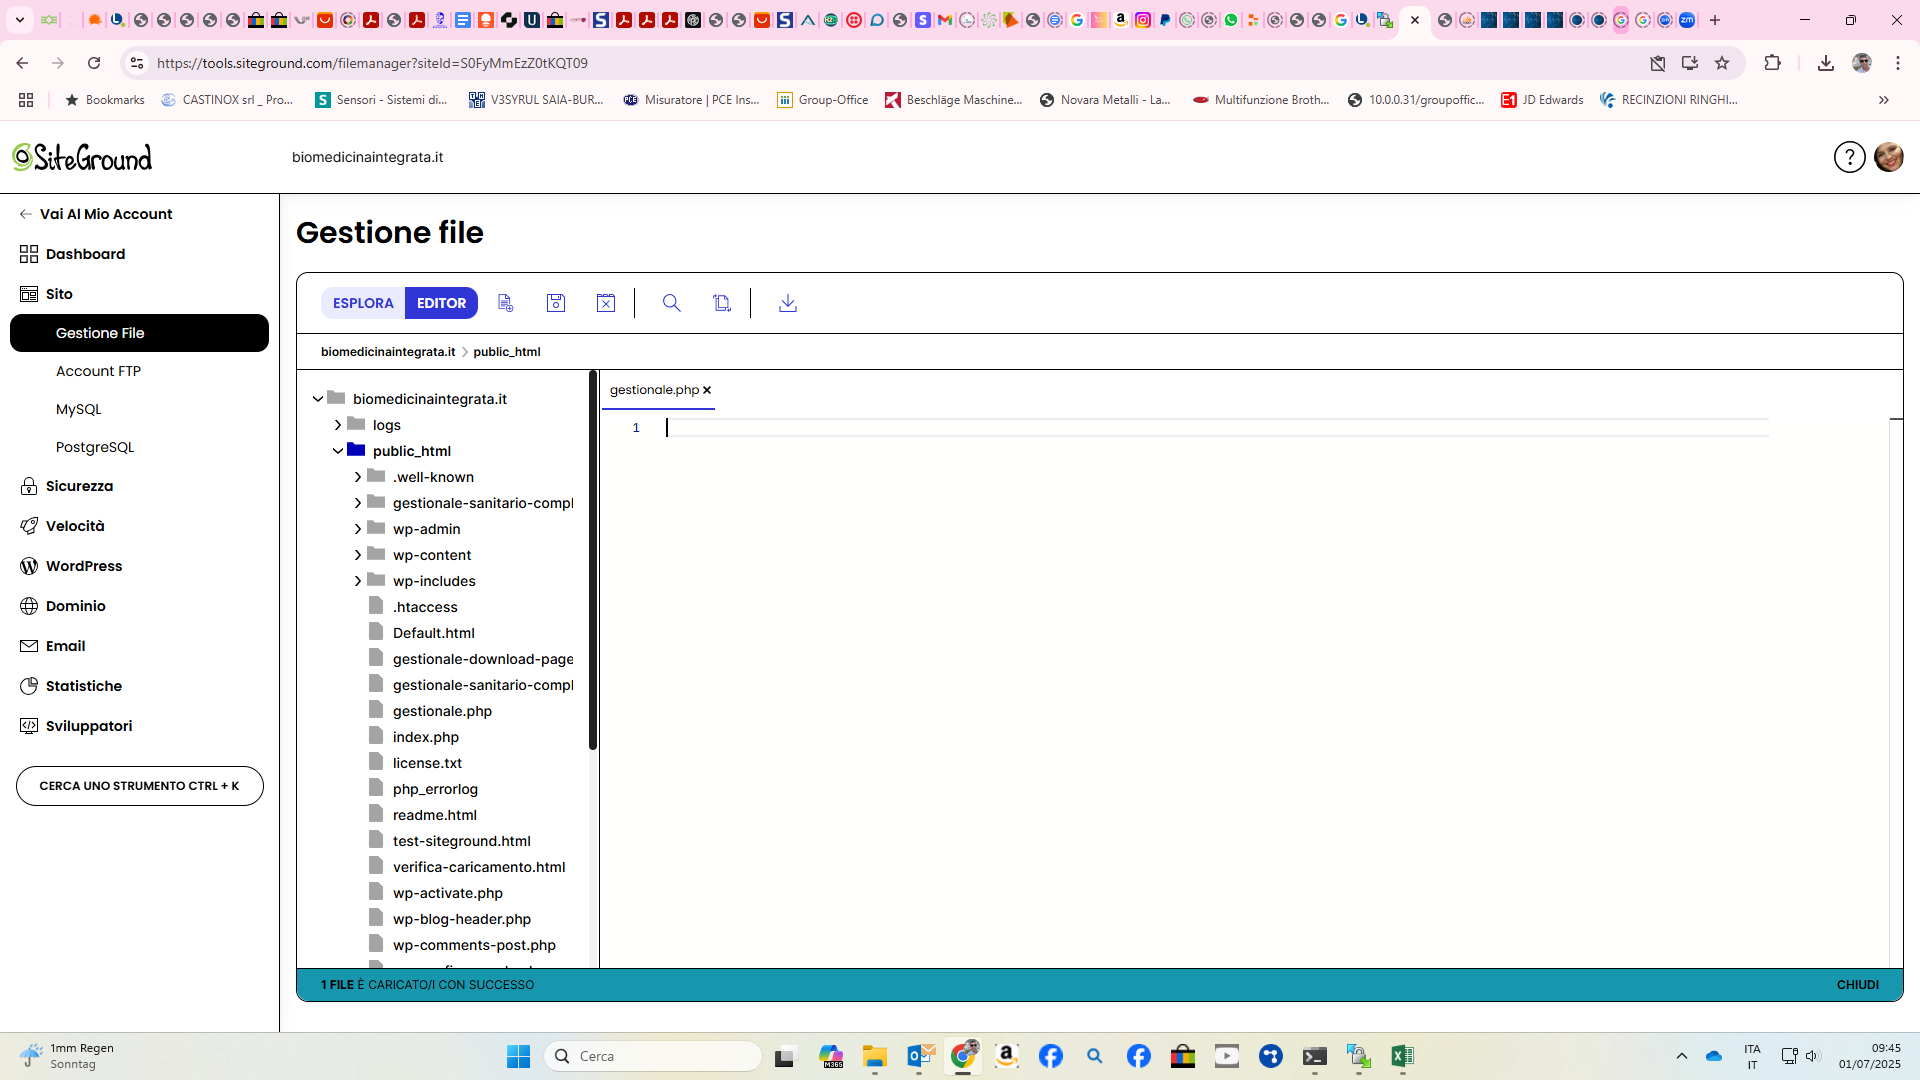 https://tools.siteground.com/filemanager?siteId=S0FyMmEzZ0tKQT09
Bookmarks
CASTINOX srl _ Pro...
Sensori - Sistemi di...
V3SYRUL SAIA-BUR...
Misuratore | PCE Ins...
Group-Office
Beschläge Maschine...
Novara Metalli - La...
Multifunzione Broth...
10.0.0.31/groupoffic...
JD Edwards
RECINZIONI RINGHI...
SiteGround
biomedicinaintegrata.it
Vai Al Mio Account
Dashboard
Sito
Gestione File
Account FTP
MySQL
PostgreSQL
Sicurezza
Velocità
WordPress
Dominio
Email
Statistiche
Sviluppatori
CERCA UNO STRUMENTO CTRL + K
Gestione file
ESPLORA
EDITOR
biomedicinaintegrata.it
public_html
biomedicinaintegrata.it
logs
public_html
.well-known
gestionale-sanitario-compl
wp-admin
wp-content
wp-includes
.htaccess
Default.html
gestionale-download-page
gestionale-sanitario-compl
gestionale.php
index.php
license.txt
php_errorlog
readme.html
test-siteground.html
verifica-caricamento.html
wp-activate.php
wp-blog-header.php
wp-comments-post.php
gestionale.php
1
1 FILE È CARICATO/I CON SUCCESSO
CHIUDI
1mm Regen
Sonntag
Cerca
ITA
IT
09:45
01/07/2025